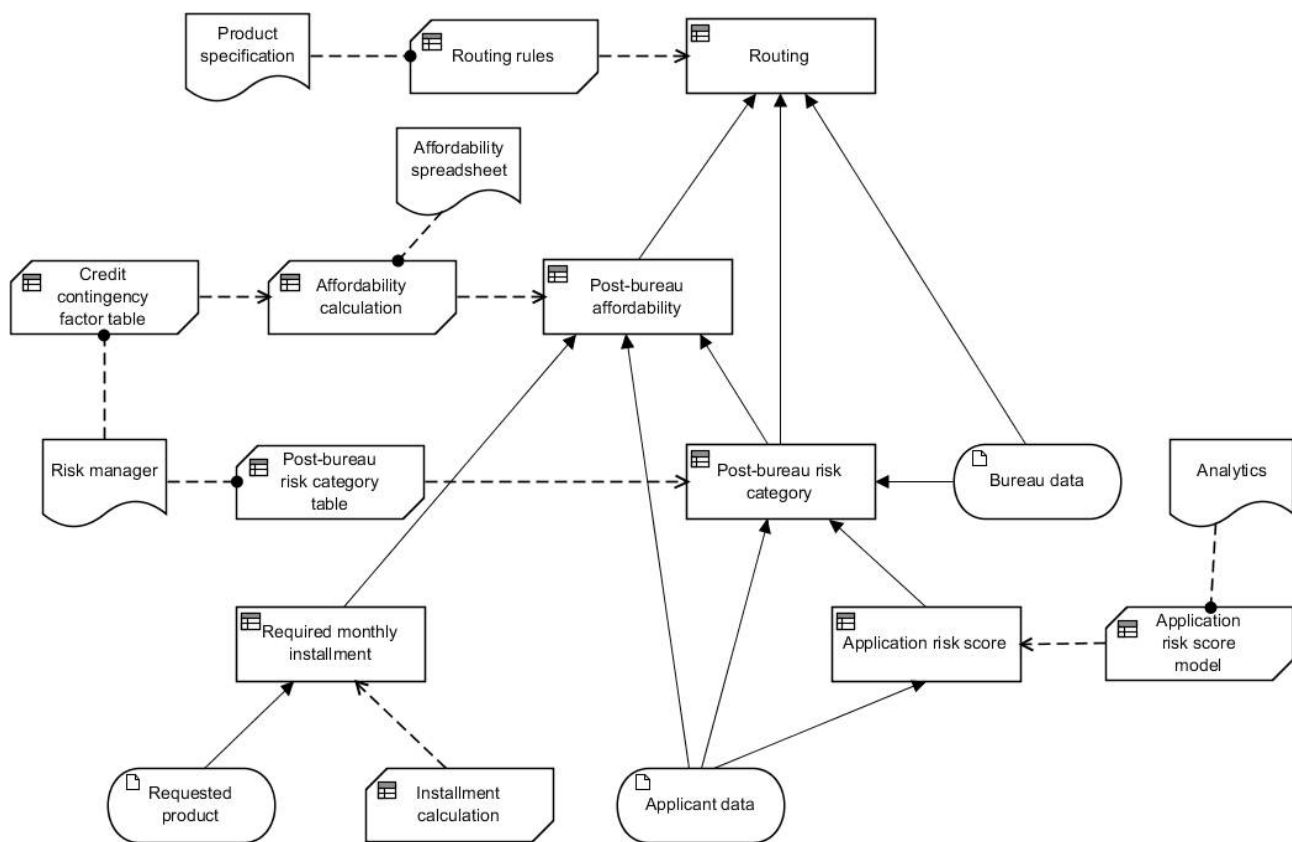 Product
specification
Routing rules
Routing
Affordability
spreadsheet
Credit
contingency
factor table
Affordability
calculation
Post-bureau
affordability
Risk manager
Post-bureau
risk category
table
Post-bureau risk
category
Bureau data
Analytics
Required monthly
installment
Application risk score
Application
risk score
model
Requested
product
Installment
calculation
Applicant data